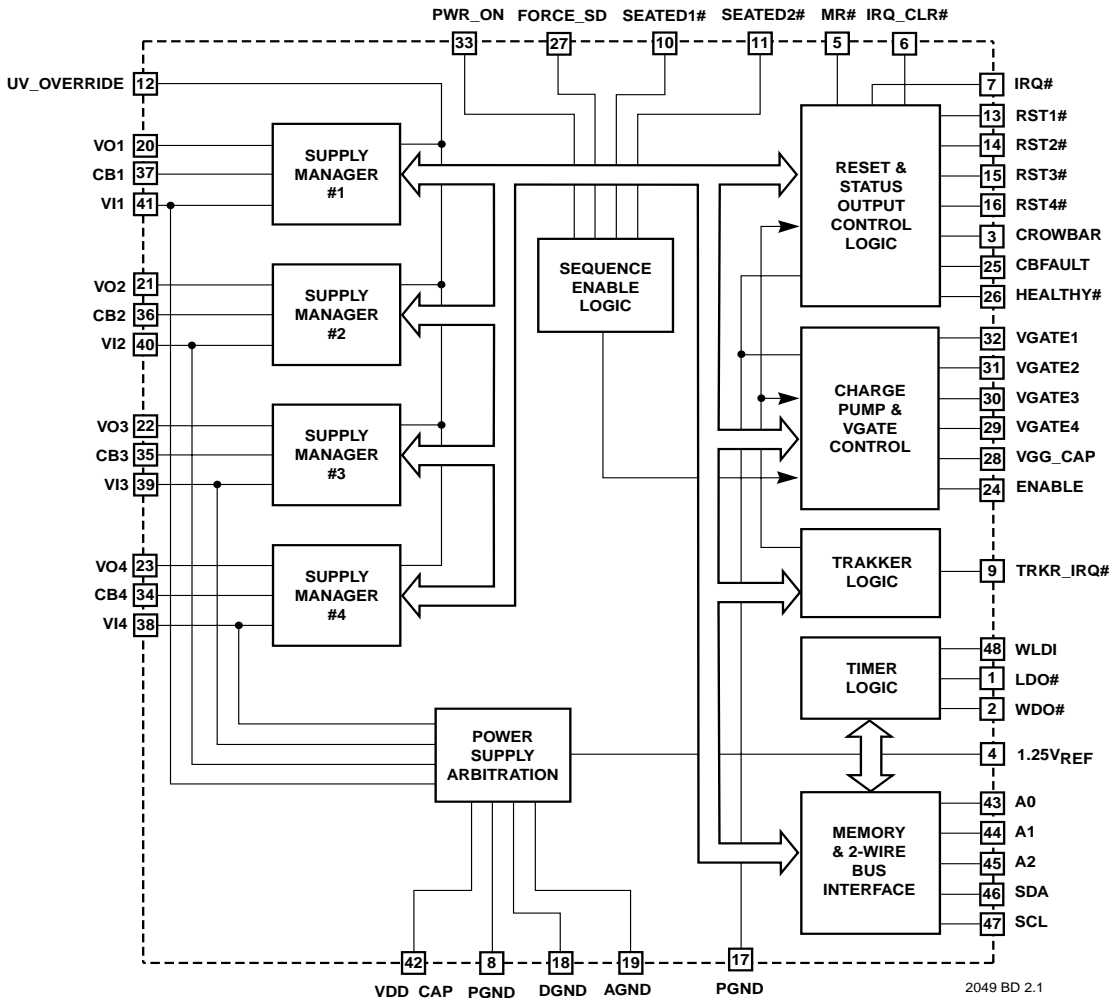 PWR_ON FORCE_SD SEATED1# SEATED2# MR# IRQ_CLR#
33 27 10 11 5 6
UV_OVERRIDE 12
7 IRQ#
VO1 20
CB1 37
VI1 41
SUPPLY
MANAGER
#1
RESET &
STATUS
OUTPUT
CONTROL
LOGIC
13 RST1#
14 RST2#
15 RST3#
16 RST4#
3 CROWBAR
25 CBFAULT
26 HEALTHY#
SEQUENCE
ENABLE
LOGIC
VO2 21
CB2 36
VI2 40
SUPPLY
MANAGER
#2
CHARGE
PUMP &
VGATE
CONTROL
32 VGATE1
31 VGATE2
30 VGATE3
29 VGATE4
28 VGG_CAP
24 ENABLE
VO3 22
CB3 35
VI3 39
SUPPLY
MANAGER
#3
TRAKKER
LOGIC
9 TRKR_IRQ#
VO4 23
CB4 34
VI4 38
SUPPLY
MANAGER
#4
TIMER
LOGIC
48 WLDI
1 LDO#
2 WDO#
POWER
SUPPLY
ARBITRATION
4 1.25VREF
MEMORY
& 2-WIRE
BUS
INTERFACE
43 A0
44 A1
45 A2
46 SDA
47 SCL
42 8 18 19 17
VDD_CAP PGND DGND AGND PGND
2049 BD 2.1